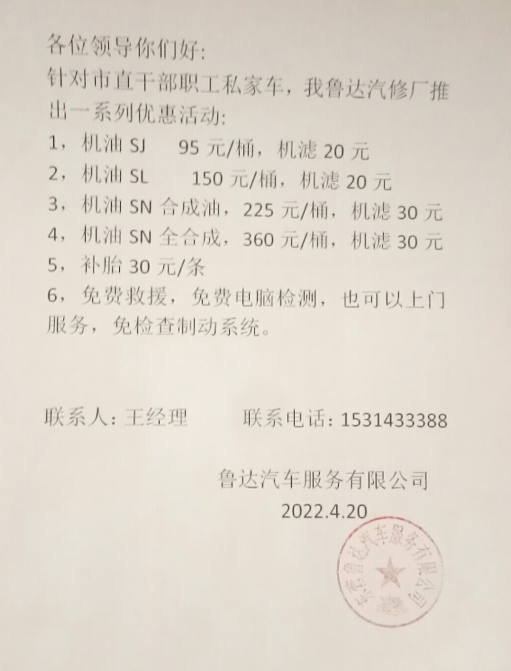 各位领导你们好:
针对市直干部职工私家车，我鲁达汽修厂推
出一系列优惠活动:
1，机油 SJ 95 元/桶，机滤 20 元
2，机油 SL 150 元/桶，机滤 20 元
3，机油 SN 合成油，225 元/桶，机滤 30 元
4，机油 SN 全合成，360 元/桶，机滤 30 元
5，补胎 30 元/条
6，免费救援，免费电脑检测，也可以上门
服务，免检查制动系统。
联系人: 王经理 联系电话: 1531433388
鲁达汽车服务有限公司
2022.4.20
鲁达汽车服务有限公司